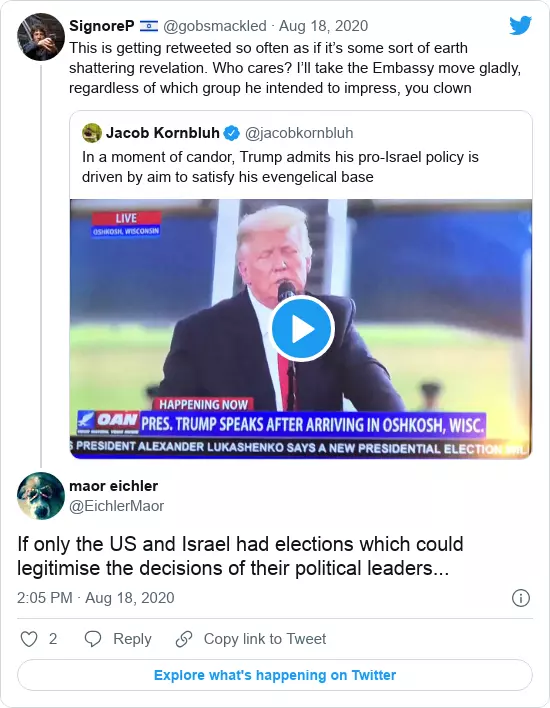 SignoreP 🇮🇱 @gobsmackled · Aug 18, 2020
This is getting retweeted so often as if it's some sort of earth
shattering revelation. Who cares? I'll take the Embassy move gladly,
regardless of which group he intended to impress, you clown
Jacob Kornbluh @jacobkornbluh
In a moment of candor, Trump admits his pro-Israel policy is
driven by aim to satisfy his evengelical base
LIVE
OSHKOSH, WISCONSIN
HAPPENING NOW
OAN PRES. TRUMP SPEAKS AFTER ARRIVING IN OSHKOSH, WISC.
S PRESIDENT ALEXANDER LUKASHENKO SAYS A NEW PRESIDENTIAL ELECTION
maor eichler
@EichlerMaor
If only the US and Israel had elections which could
legitimise the decisions of their political leaders...
2:05 PM · Aug 18, 2020
2 Reply Copy link to Tweet
Explore what's happening on Twitter